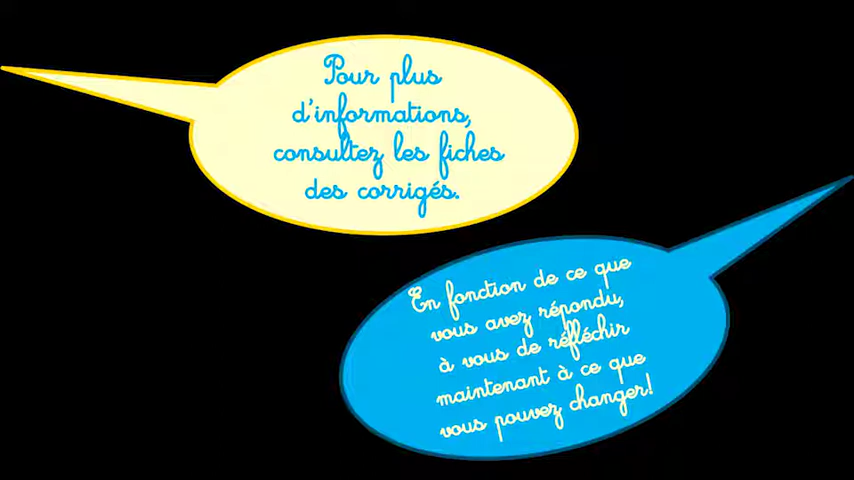 Pour plus
d'informations,
consultez les fiches
des corrigés.
En fonction de ce que
vous avez répondu,
à vous de réfléchir
maintenant à ce que
vous pouvez changer!